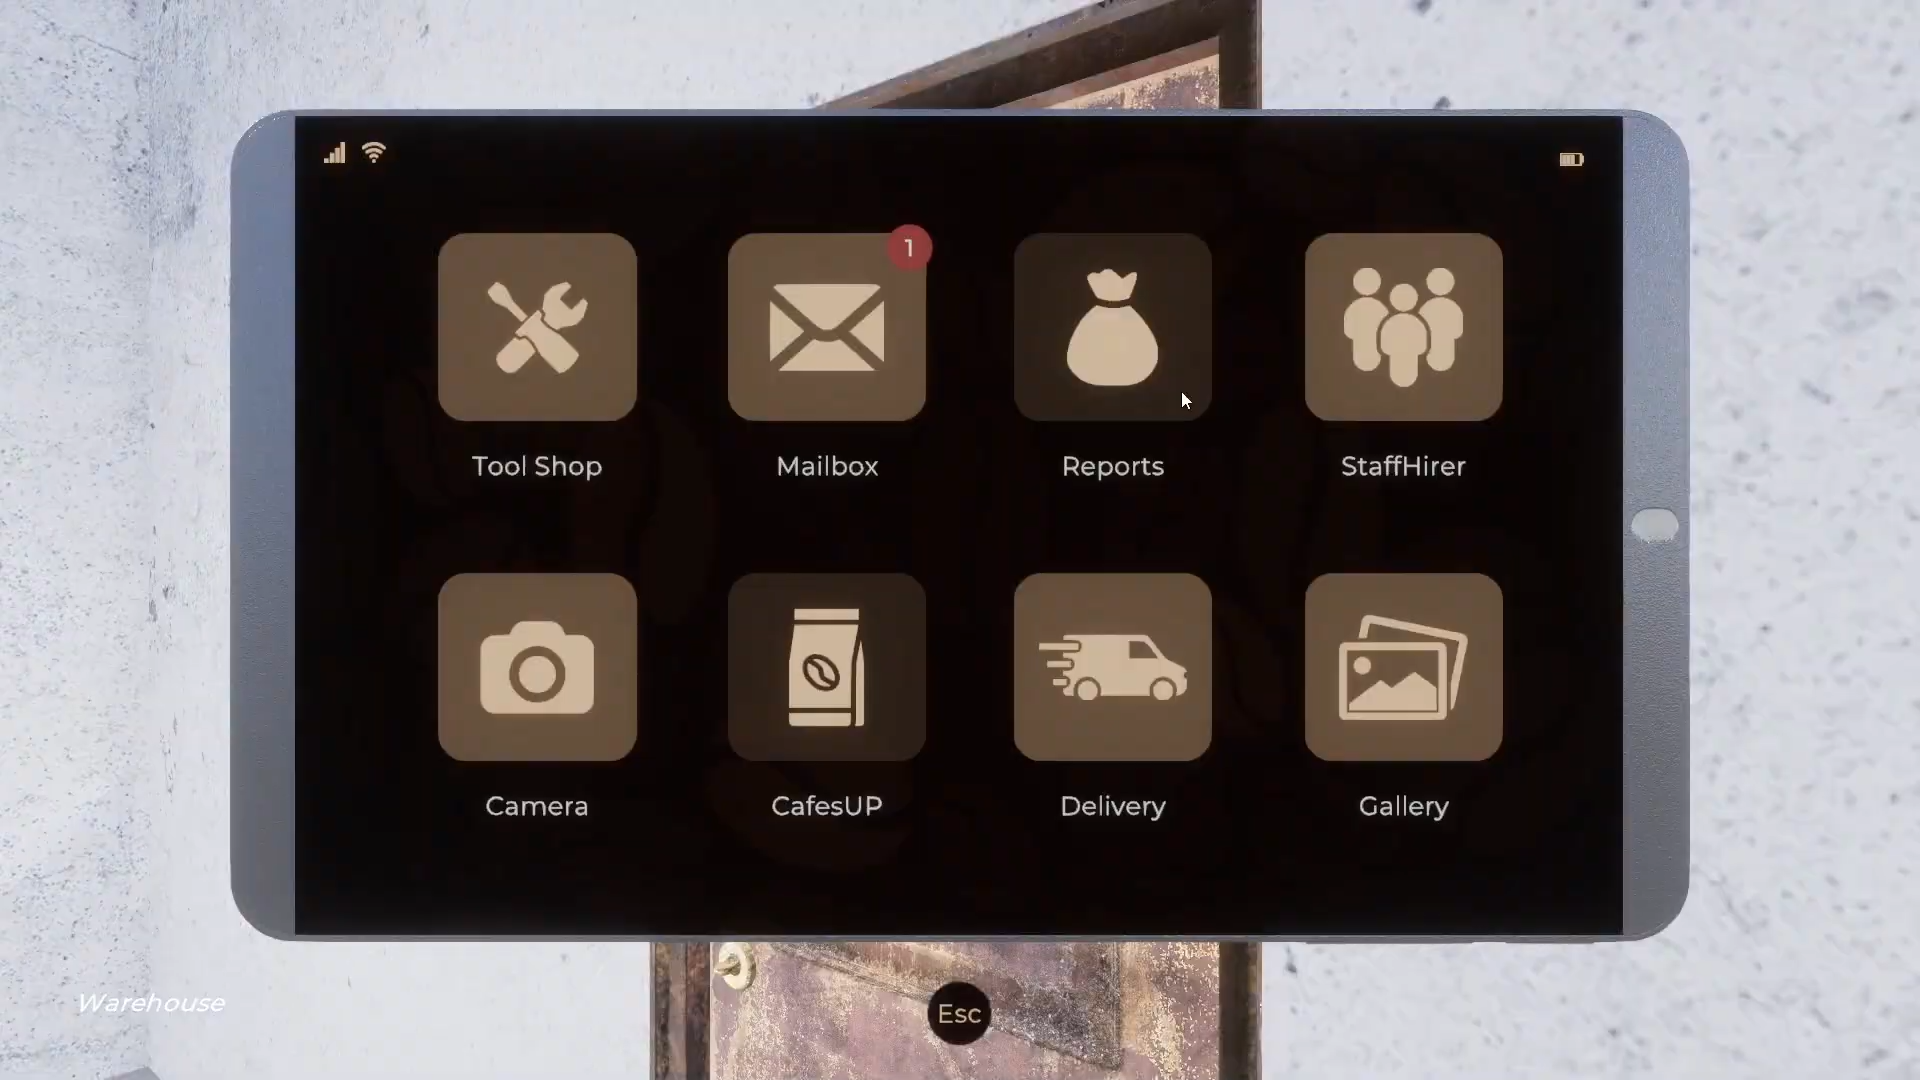 1
Tool Shop
Mailbox
Reports
StaffHirer
Camera
CafesUP
Delivery
Gallery
Warehouse
Esc